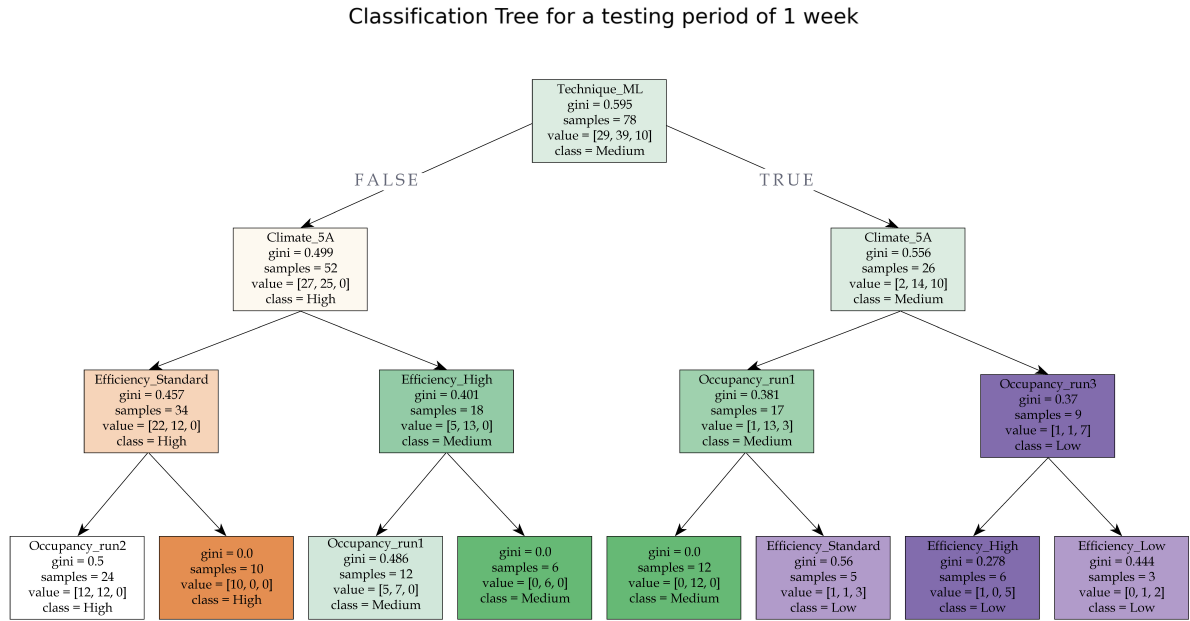 Classification Tree for a testing period of 1 week
Technique_ML
gini = 0.595
samples = 78
value = [29, 39, 10]
class = Medium
FALSE
TRUE
Climate_5A
gini = 0.499
samples = 52
value = [27, 25, 0]
class = High
Climate_5A
gini = 0.556
samples = 26
value = [2, 14, 10]
class = Medium
Efficiency_Standard
gini = 0.457
samples = 34
value = [22, 12, 0]
class = High
Efficiency_High
gini = 0.401
samples = 18
value = [5, 13, 0]
class = Medium
Occupancy_run1
gini = 0.381
samples = 17
value = [1, 13, 3]
class = Medium
Occupancy_run3
gini = 0.37
samples = 9
value = [1, 1, 7]
class = Low
Occupancy_run2
gini = 0.5
samples = 24
value = [12, 12, 0]
class = High
gini = 0.0
samples = 10
value = [10, 0, 0]
class = High
Occupancy_run1
gini = 0.486
samples = 12
value = [5, 7, 0]
class = Medium
gini = 0.0
samples = 6
value = [0, 6, 0]
class = Medium
gini = 0.0
samples = 12
value = [0, 12, 0]
class = Medium
Efficiency_Standard
gini = 0.56
samples = 5
value = [1, 1, 3]
class = Low
Efficiency_High
gini = 0.278
samples = 6
value = [1, 0, 5]
class = Low
Efficiency_Low
gini = 0.444
samples = 3
value = [0, 1, 2]
class = Low